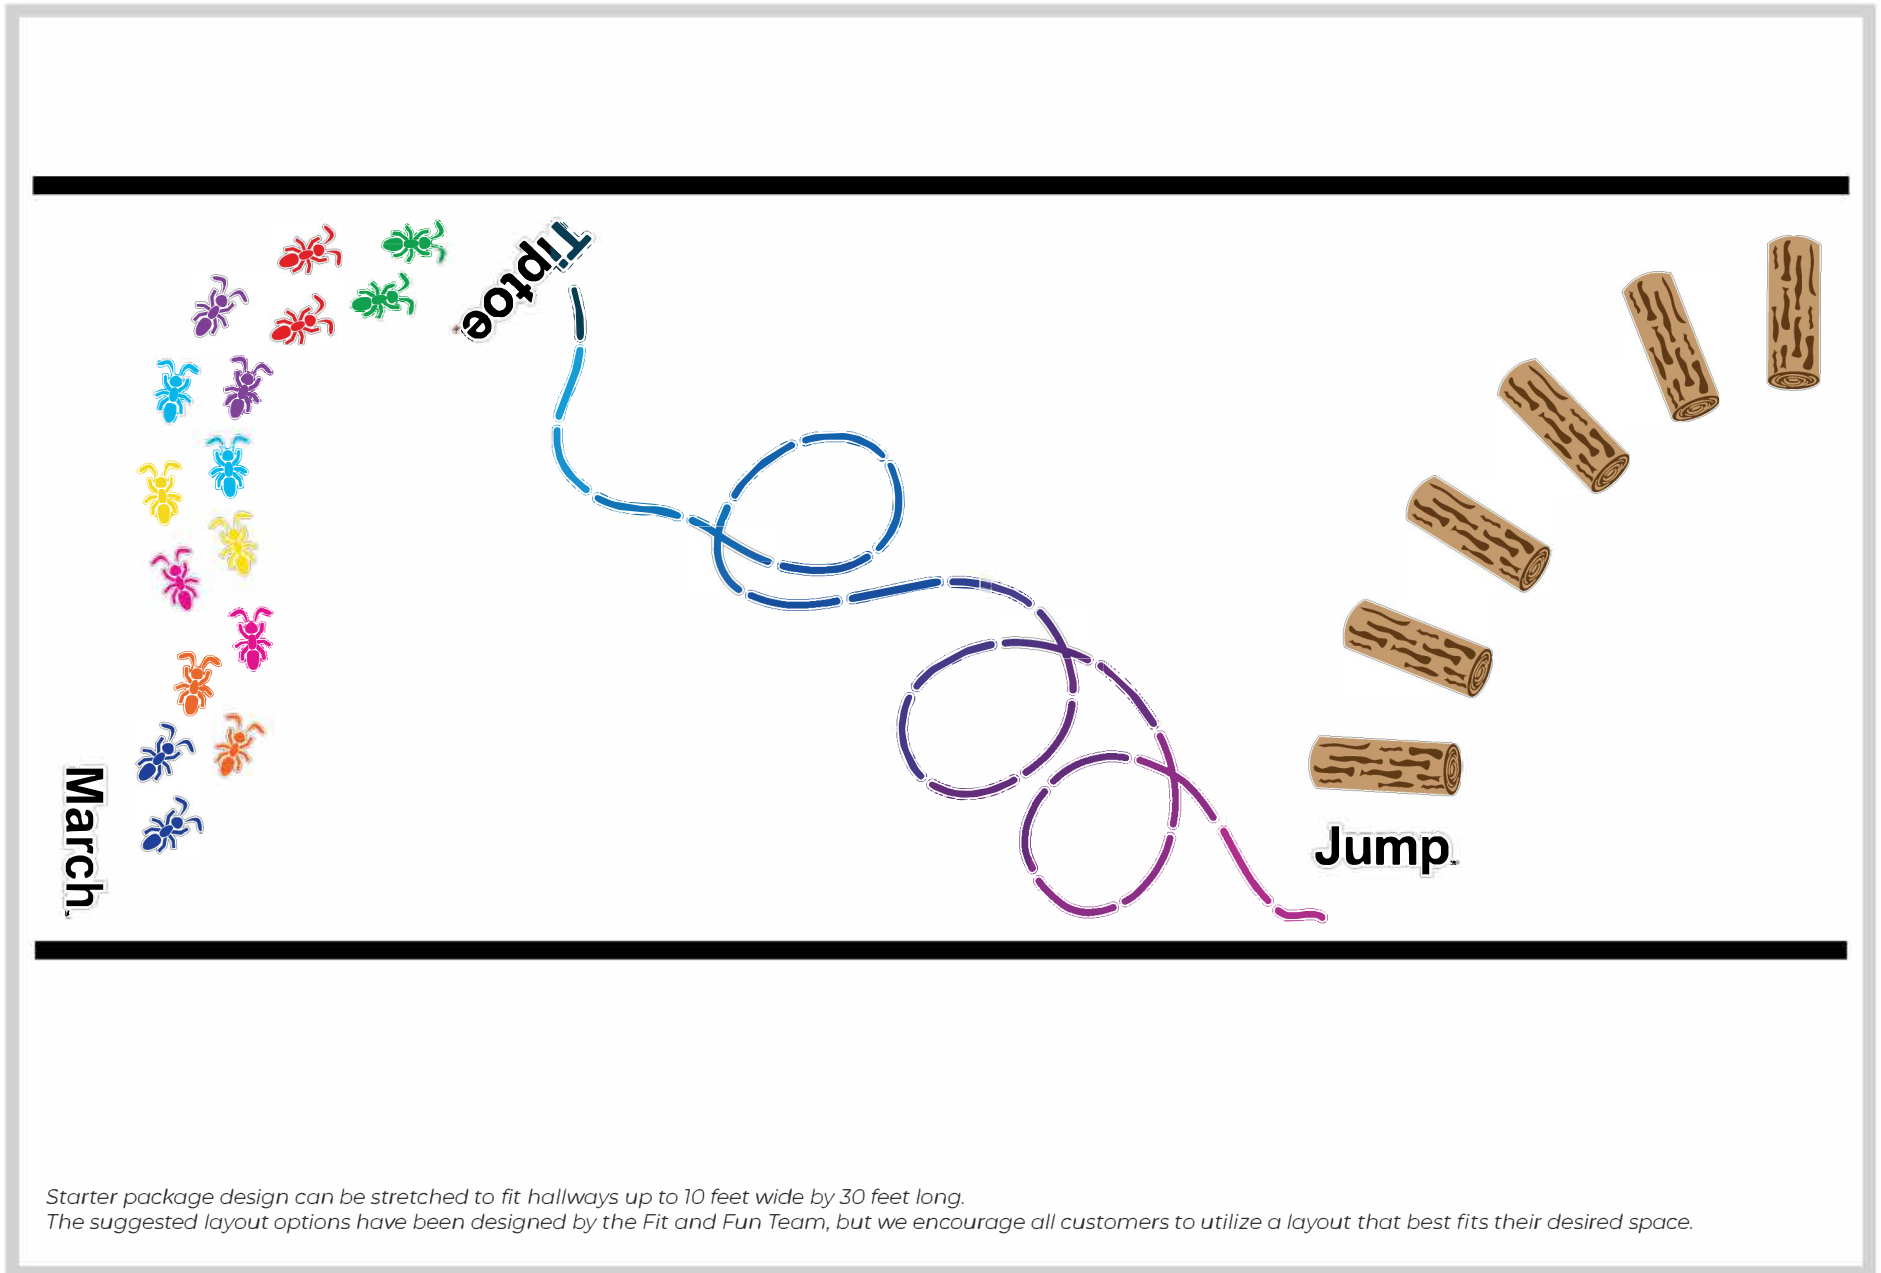 Tiptoe
March
Jump
Starter package design can be stretched to fit hallways up to 10 feet wide by 30 feet long.
The suggested layout options have been designed by the Fit and Fun Team, but we encourage all customers to utilize a layout that best fits their desired space.